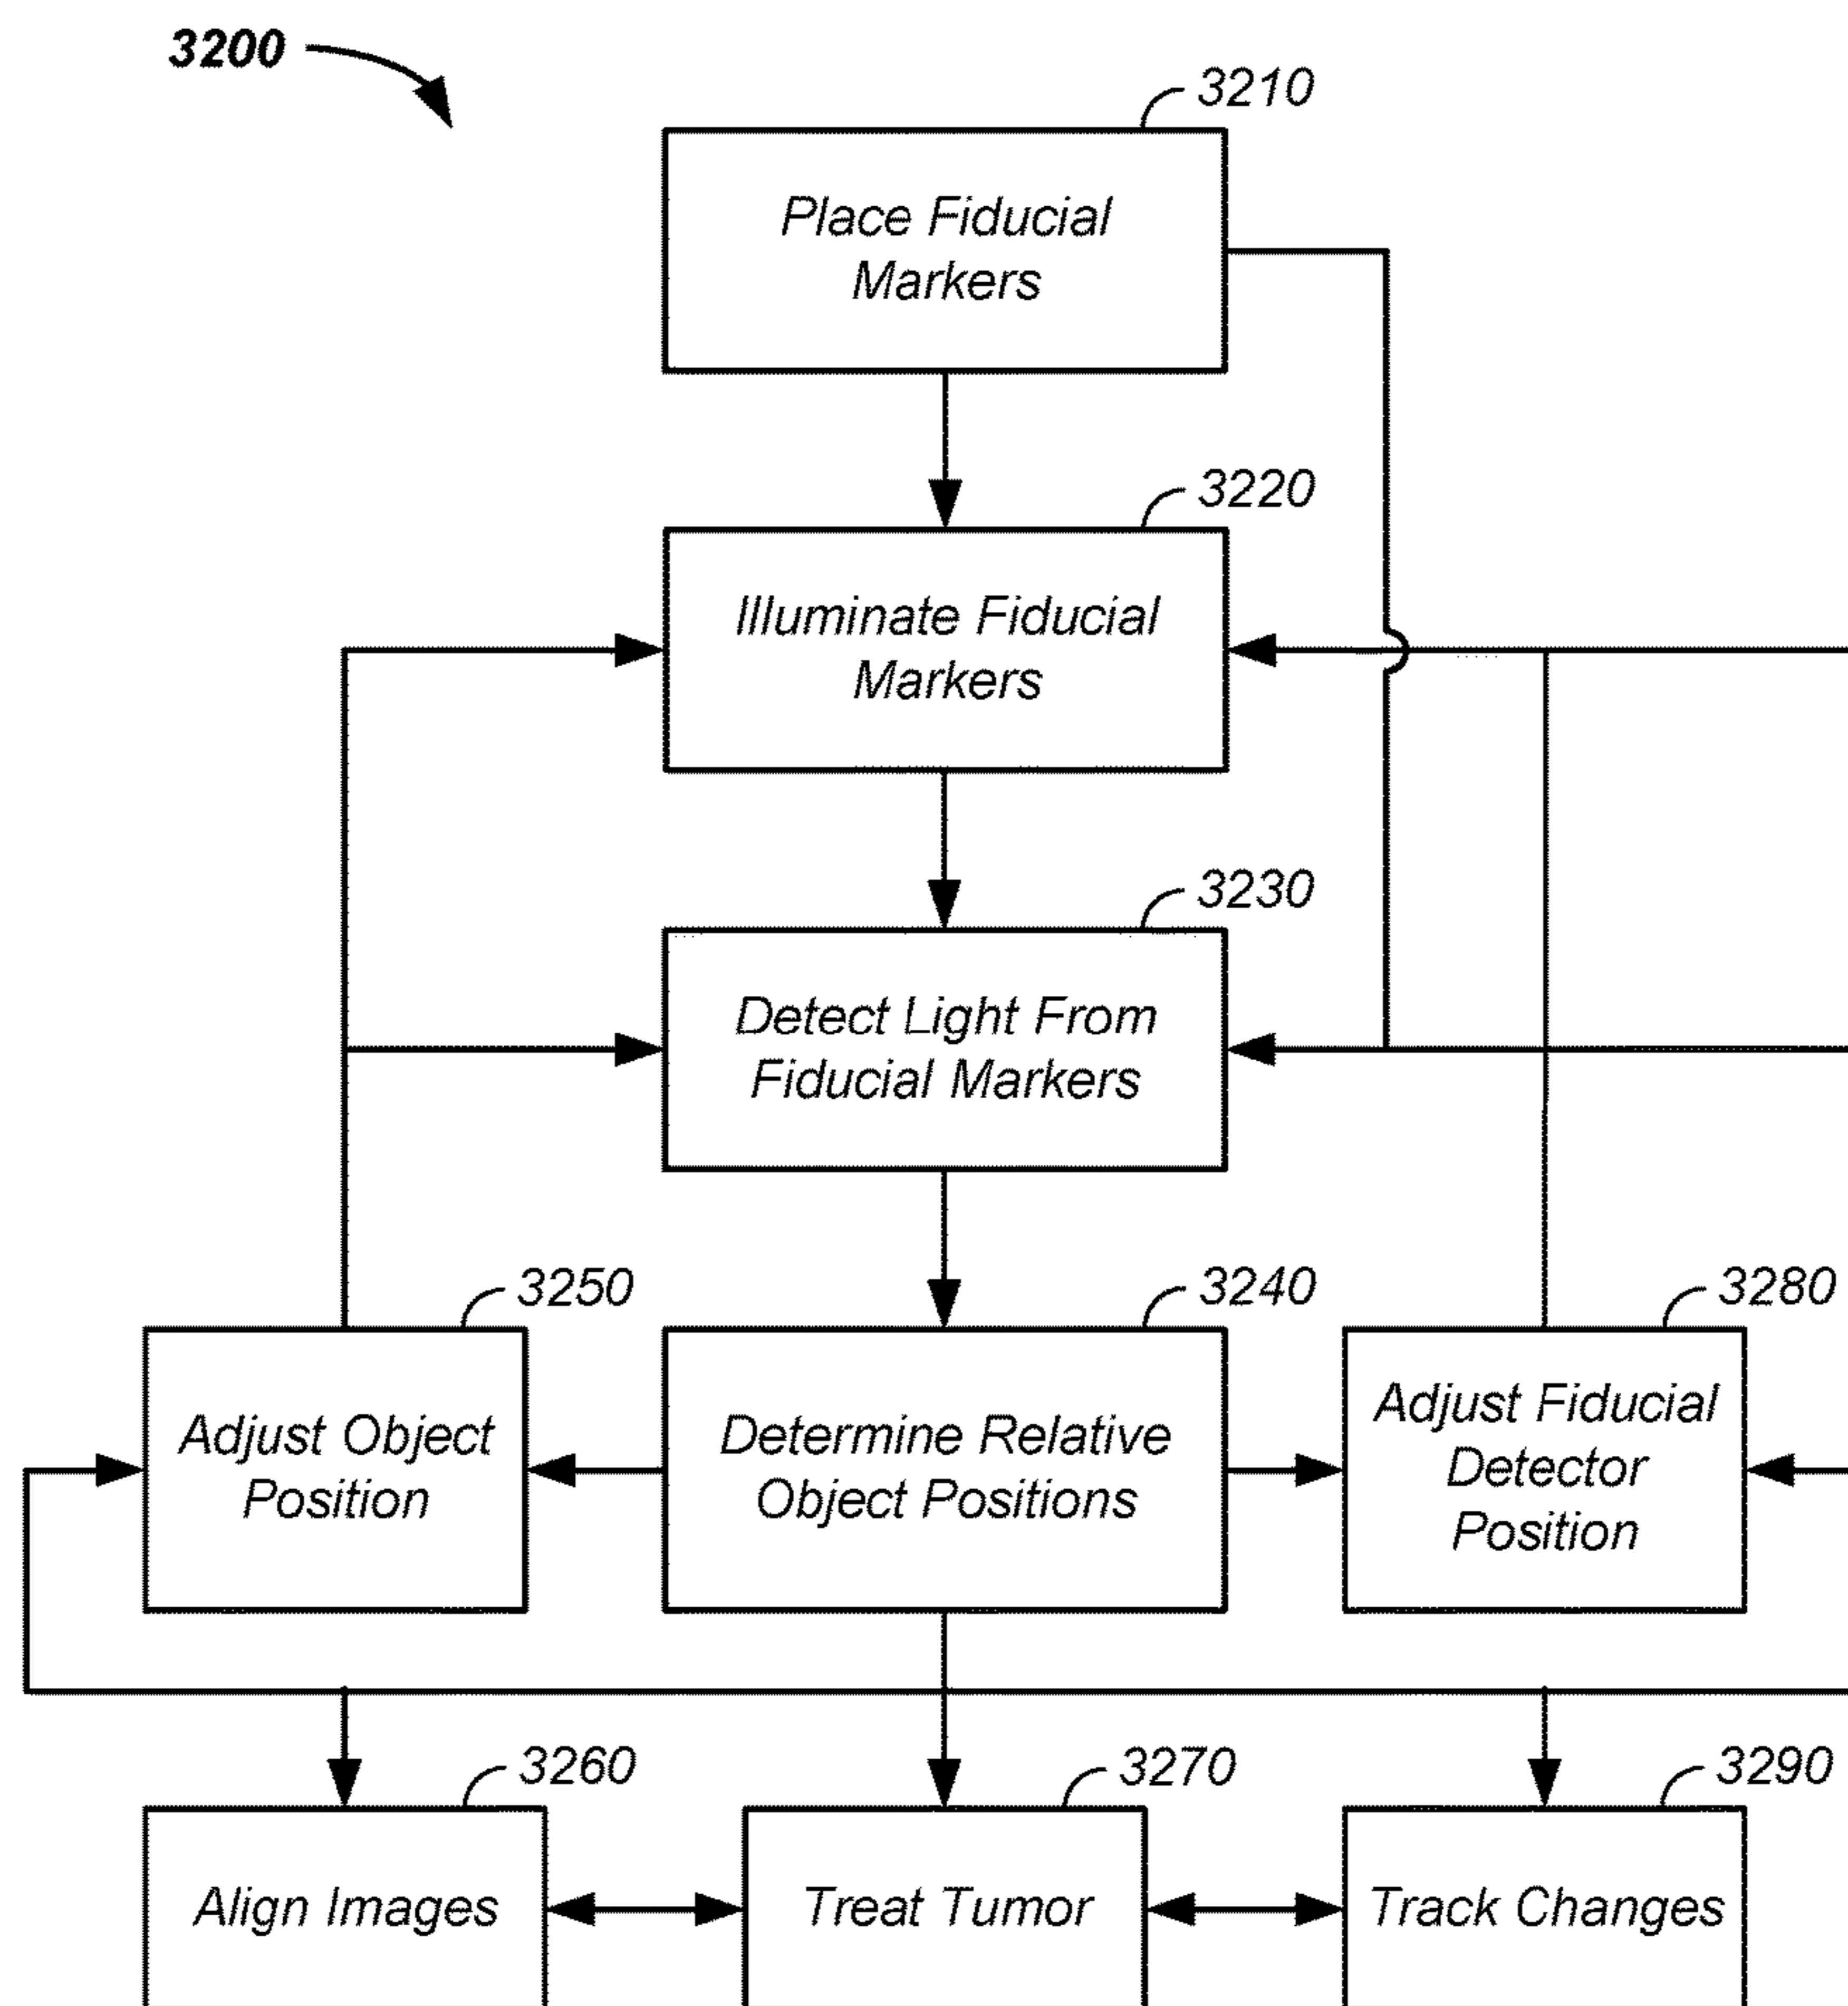 3200
3210
Place Fiducial
Markers
3220
Illuminate Fiducial
Markers
3230
Detect Light From
Fiducial Markers
3250
Adjust Object
Position
3240
Determine Relative
Object Positions
3280
Adjust Fiducial
Detector
Position
3260
Align Images
3270
Treat Tumor
3290
Track Changes